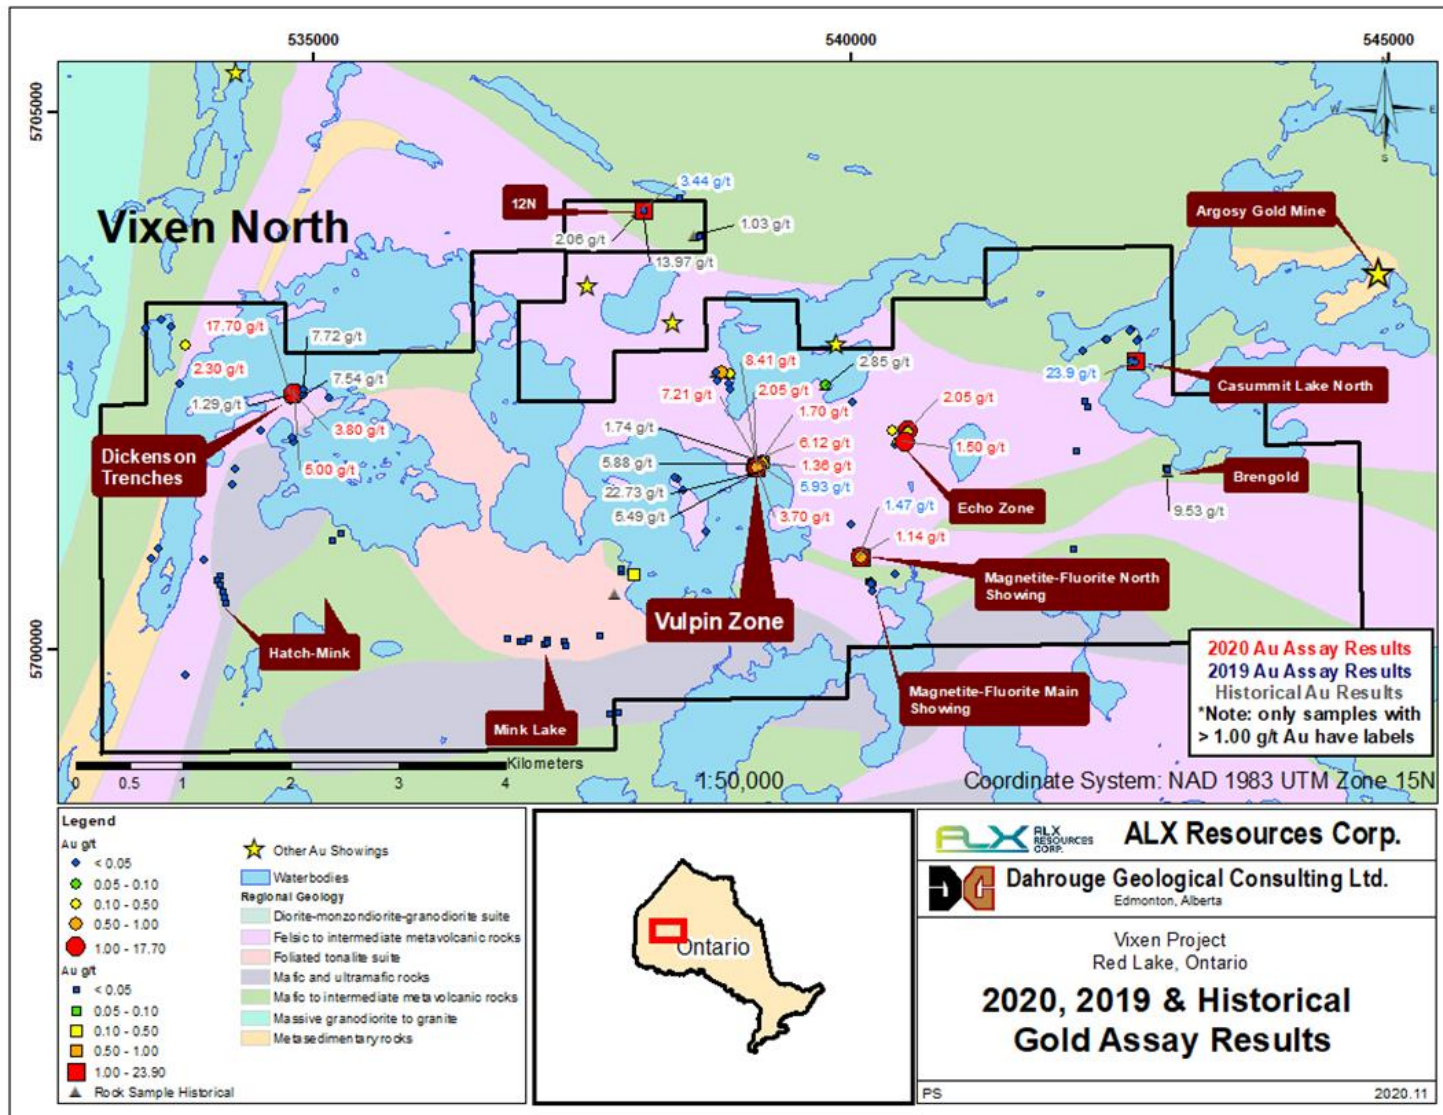 535000
540000
545000
5705000
5700000
N
W
E
S
Vixen North
12N
3.44 g/t
2.06 g/t
1.03 g/t
13.97 g/t
Argosy Gold Mine
17.70 g/t
7.72 g/t
2.30 g/t
7.54 g/t
1.29 g/t
3.80 g/t
5.00 g/t
Dickenson
Trenches
8.41 g/t
2.85 g/t
7.21 g/t
2.05 g/t
1.70 g/t
1.74 g/t
6.12 g/t
5.88 g/t
1.36 g/t
22.73 g/t
5.93 g/t
5.49 g/t
3.70 g/t
2.05 g/t
1.50 g/t
Echo Zone
23.9 g/t
Casummit Lake North
Brengold
9.53 g/t
1.47 g/t
1.14 g/t
Magnetite-Fluorite North
Showing
Vulpin Zone
Hatch-Mink
Mink Lake
Magnetite-Fluorite Main
Showing
2020 Au Assay Results
2019 Au Assay Results
Historical Au Results
*Note: only samples with
> 1.00 g/t Au have labels
Kilometers
0 0.5 1 2 3 4
1:50,000
Coordinate System: NAD 1983 UTM Zone 15N
Legend
Au g/t
< 0.05
0.05 - 0.10
0.10 - 0.50
0.50 - 1.00
1.00 - 17.70
Au g/t
< 0.05
0.05 - 0.10
0.10 - 0.50
0.50 - 1.00
1.00 - 23.90
Rock Sample Historical
Other Au Showings
Waterbodies
Regional Geology
Diorite-monzondiorite-granodiorite suite
Felsic to intermediate metavolcanic rocks
Foliated tonalite suite
Mafic and ultramafic rocks
Mafic to intermediate metavolcanic rocks
Massive granodiorite to granite
Metasedimentary rocks
Ontario
ALX
ALX
RESOURCES
CORP.
ALX Resources Corp.
DG
Dahrouge Geological Consulting Ltd.
Edmonton, Alberta
Vixen Project
Red Lake, Ontario
2020, 2019 & Historical
Gold Assay Results
PS
2020.11